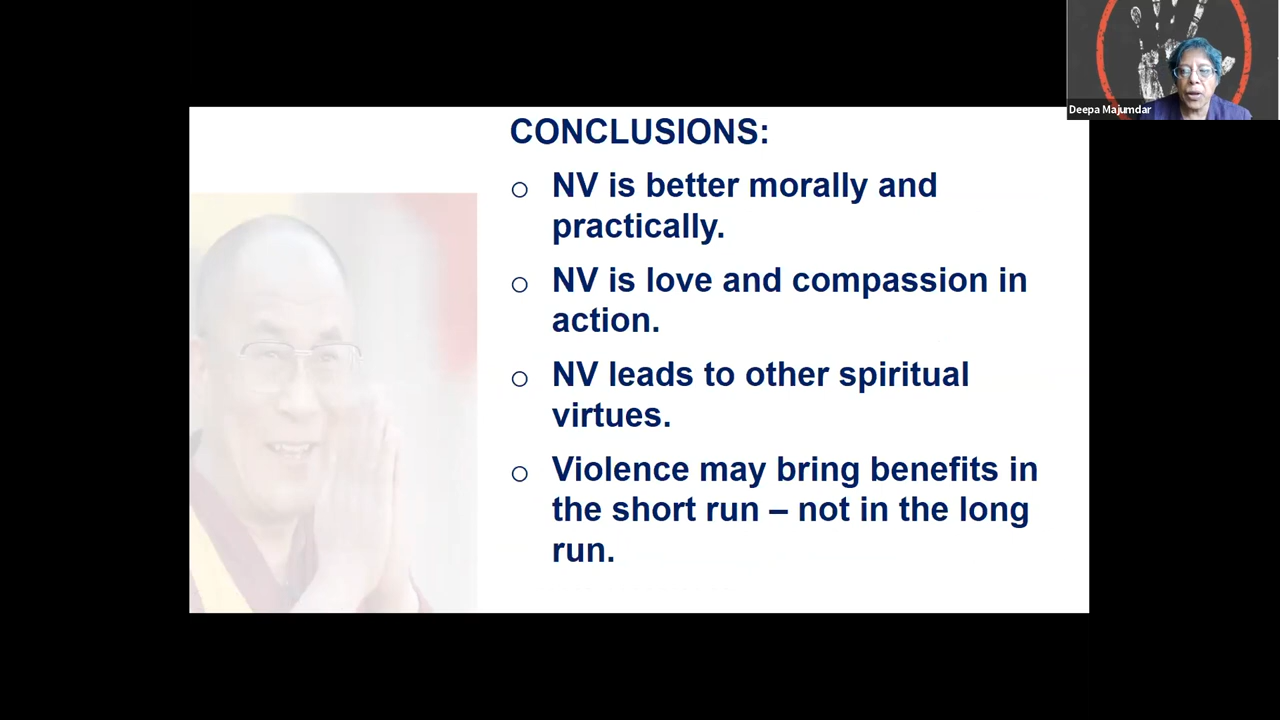 Deepa Majumdar
CONCLUSIONS:
o NV is better morally and
practically.
o NV is love and compassion in
action.
o NV leads to other spiritual
virtues.
o Violence may bring benefits in
the short run – not in the long
run.